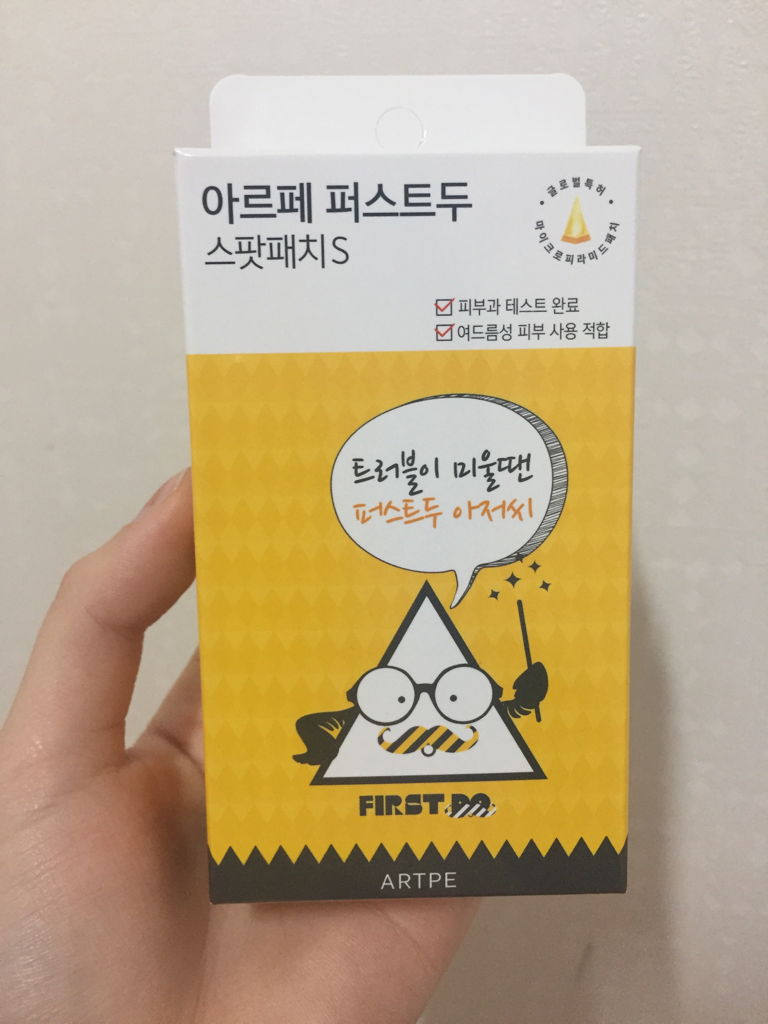 아르페 퍼스트두
스팟패치 S
• 글로벌특허 •
마이크로피라미드패치
피부과 테스트 완료
여드름성 피부 사용 적합
트러블이 미울땐
퍼스트두 아저씨
FIRST DO
ARTPE